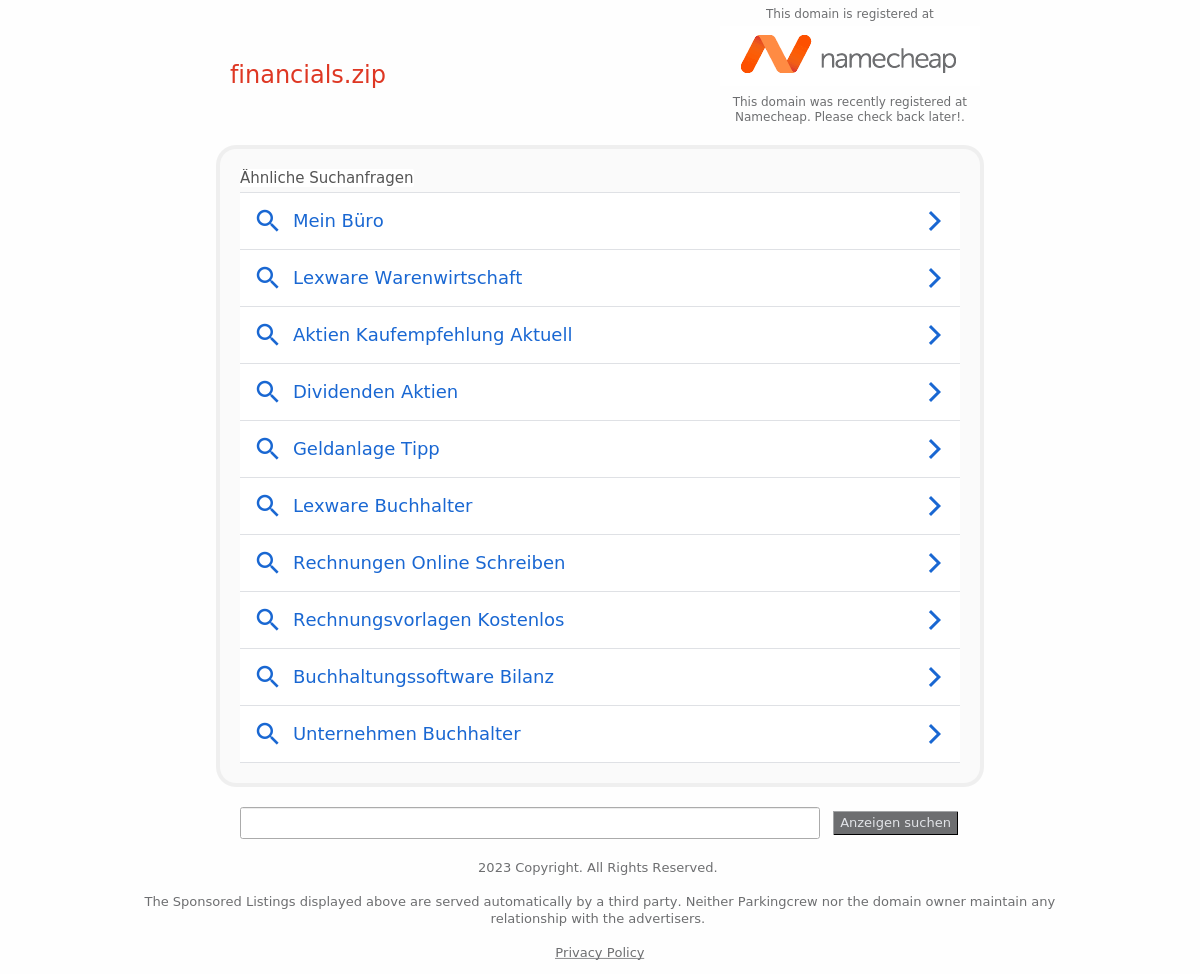 This domain is registered at
namecheap
financials.zip
This domain was recently registered at
Namecheap. Please check back later!.
Ähnliche Suchanfragen
Mein Büro
Lexware Warenwirtschaft
Aktien Kaufempfehlung Aktuell
Dividenden Aktien
Geldanlage Tipp
Lexware Buchhalter
Rechnungen Online Schreiben
Rechnungsvorlagen Kostenlos
Buchhaltungssoftware Bilanz
Unternehmen Buchhalter
Anzeigen suchen
2023 Copyright. All Rights Reserved.
The Sponsored Listings displayed above are served automatically by a third party. Neither Parkingcrew nor the domain owner maintain any
relationship with the advertisers.
Privacy Policy